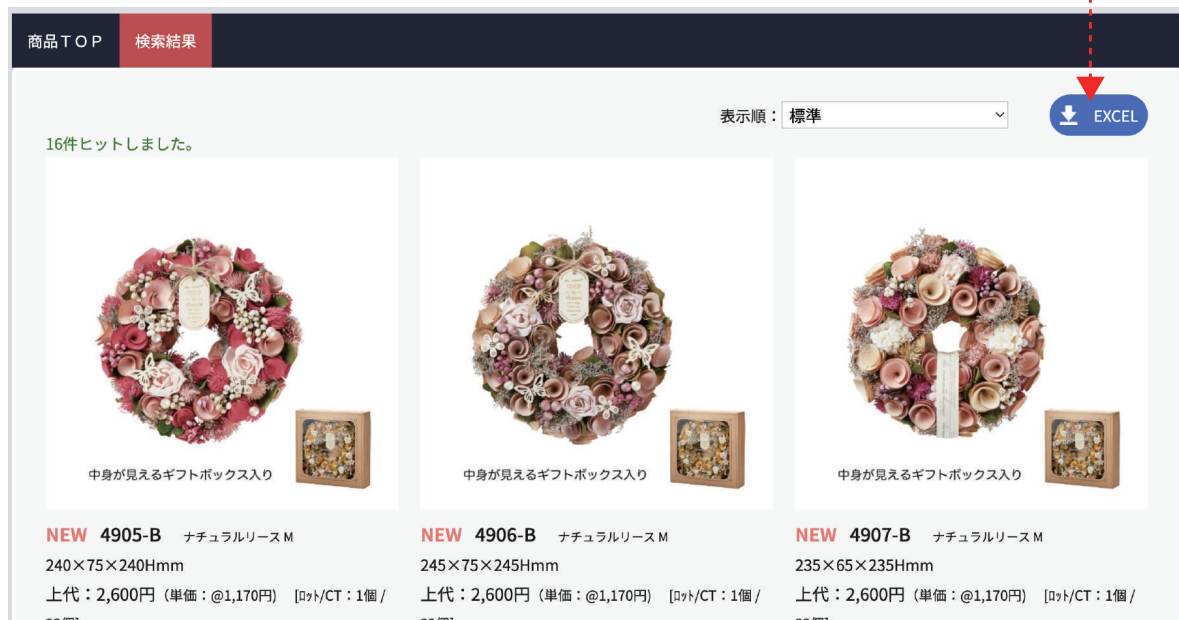 商品ＴＯＰ 検索結果
表示順： 標準 EXCEL
16件ヒットしました。
中身が見えるギフトボックス入り 中身が見えるギフトボックス入り 中身が見えるギフトボックス入り
NEW 4905-B ナチュラルリース M NEW 4906-B ナチュラルリース M NEW 4907-B ナチュラルリース M
240×75×240Hmm 245×75×245Hmm 235×65×235Hmm
上代：2,600円（単価：@1,170円） [ﾛｯﾄ/CT：1個 / 上代：2,600円（単価：@1,170円） [ﾛｯﾄ/CT：1個 / 上代：2,600円（単価：@1,170円） [ﾛｯﾄ/CT：1個 /